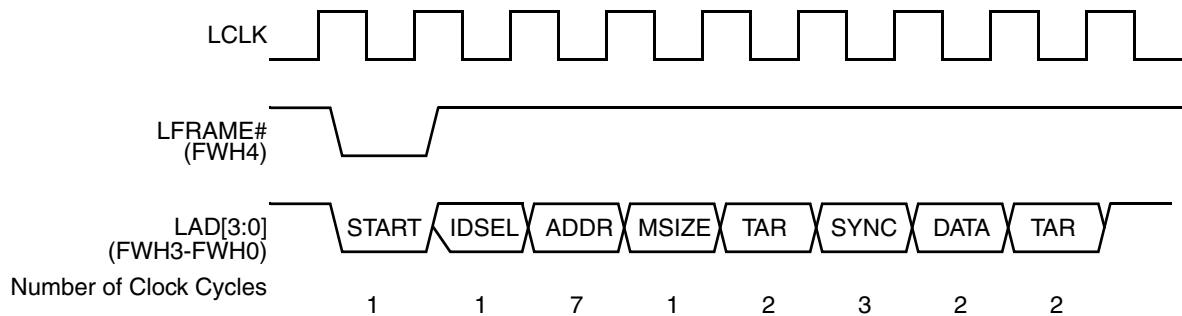 LCLK
LFRAME#
(FWH4)
LAD[3:0]
(FWH3-FWH0)
START IDSEL ADDR MSIZE TAR SYNC DATA TAR
Number of Clock Cycles
1 1 7 1 2 3 2 2